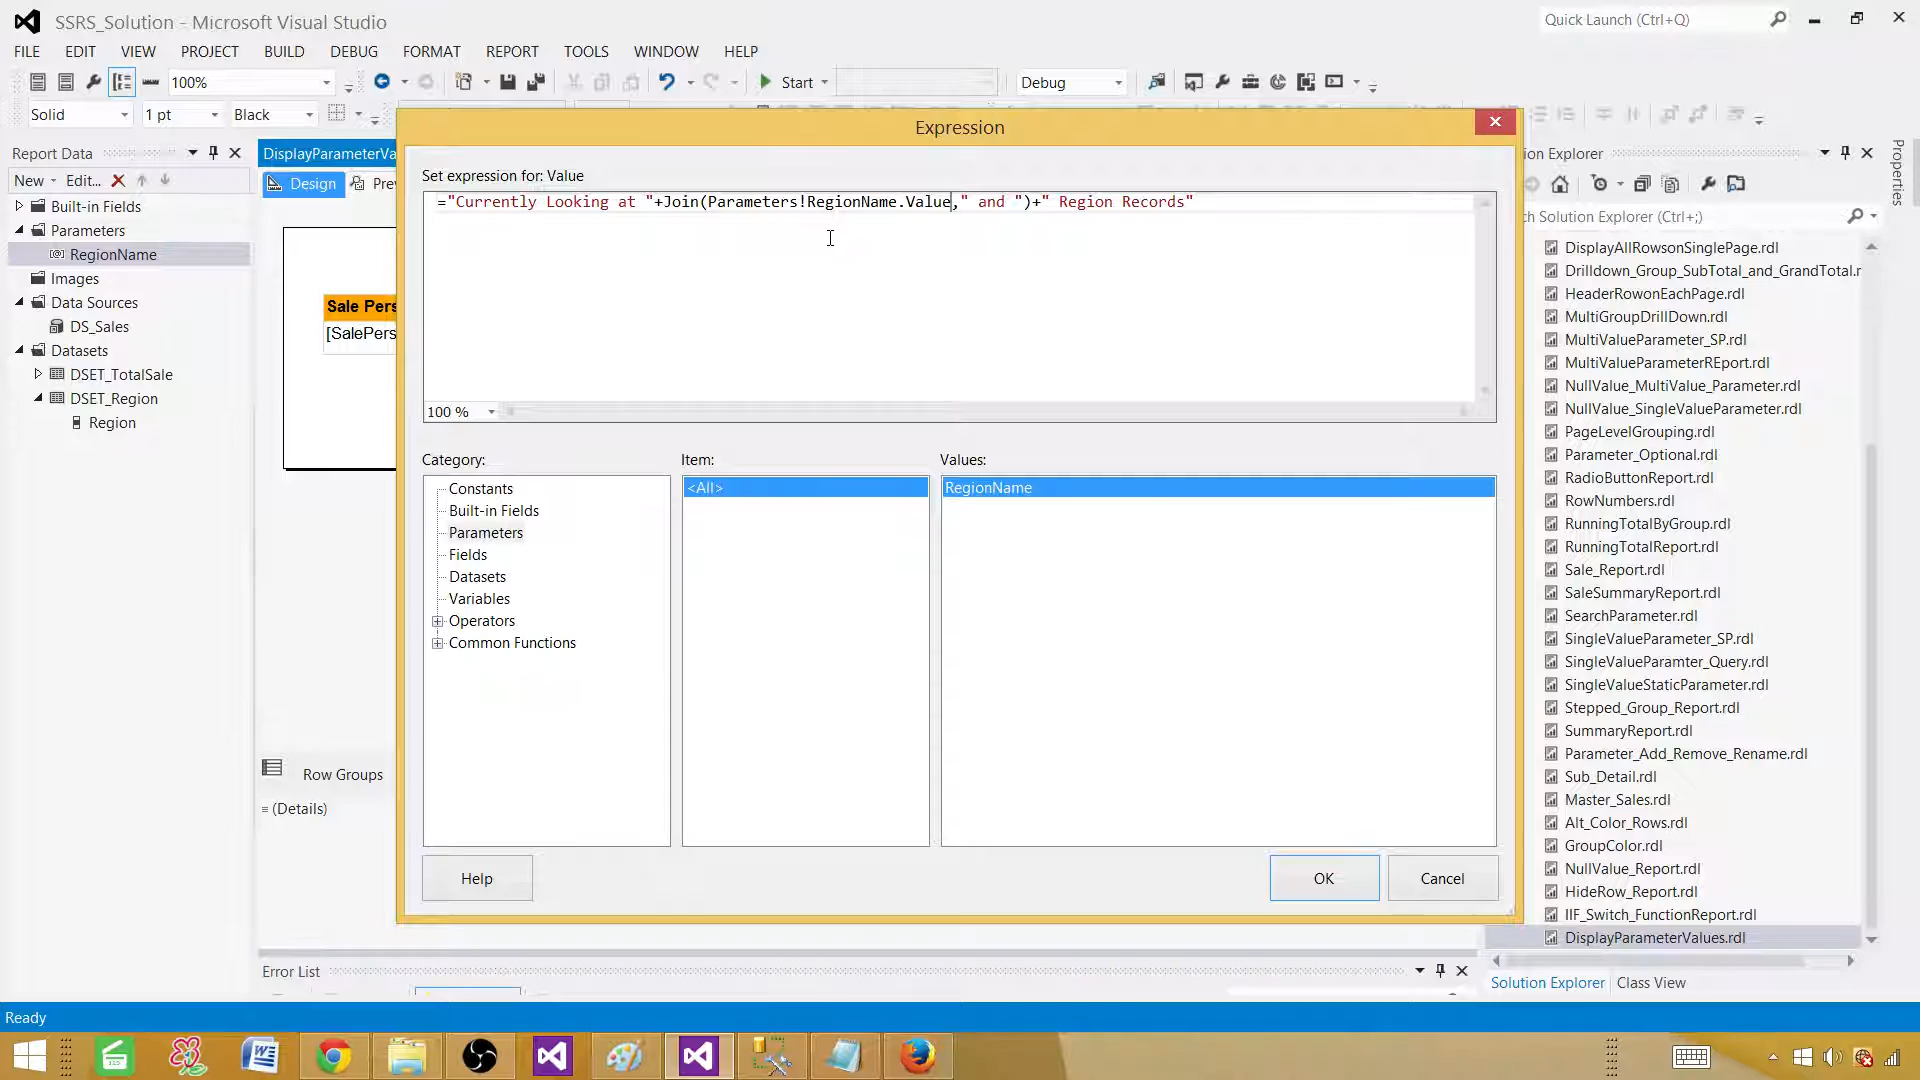 SSRS_Solution - Microsoft Visual Studio
Quick Launch (Ctrl+Q)
FILE EDIT VIEW PROJECT BUILD DEBUG FORMAT REPORT TOOLS WINDOW HELP
100% Start Debug
Solid 1 pt Black
Report Data
DisplayParameterVa
New Edit...
Design Pre
Built-in Fields
Parameters
RegionName
Images
Data Sources
DS_Sales
Datasets
DSET_TotalSale
DSET_Region
Region
Sale Pers
[SalePers
Row Groups
(Details)
Expression
Set expression for: Value
="Currently Looking at "+Join(Parameters!RegionName.Value," and ")+" Region Records"
100 %
Category:
Item:
Values:
Constants
Built-in Fields
Parameters
Fields
Datasets
Variables
Operators
Common Functions
<All>
RegionName
Help
OK
Cancel
ion Explorer
ch Solution Explorer (Ctrl+;)
DisplayAllRowsonSinglePage.rdl
Drilldown_Group_SubTotal_and_GrandTotal.r
HeaderRowonEachPage.rdl
MultiGroupDrillDown.rdl
MultiValueParameter_SP.rdl
MultiValueParameterREport.rdl
NullValue_MultiValue_Parameter.rdl
NullValue_SingleValueParameter.rdl
PageLevelGrouping.rdl
Parameter_Optional.rdl
RadioButtonReport.rdl
RowNumbers.rdl
RunningTotalByGroup.rdl
RunningTotalReport.rdl
Sale_Report.rdl
SaleSummaryReport.rdl
SearchParameter.rdl
SingleValueParameter_SP.rdl
SingleValueParamter_Query.rdl
SingleValueStaticParameter.rdl
Stepped_Group_Report.rdl
SummaryReport.rdl
Parameter_Add_Remove_Rename.rdl
Sub_Detail.rdl
Master_Sales.rdl
Alt_Color_Rows.rdl
GroupColor.rdl
NullValue_Report.rdl
HideRow_Report.rdl
IIF_Switch_FunctionReport.rdl
DisplayParameterValues.rdl
Solution Explorer Class View
Properties
Error List
Ready